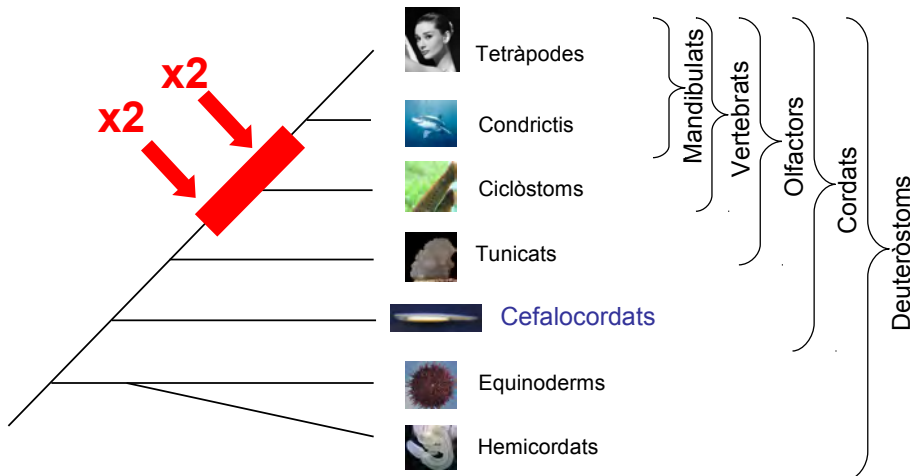 x2
x2
Tetràpodes
Condrictis
Ciclòstoms
Tunicats
Cefalocordats
Equinoderms
Hemicordats
Mandibulats
Vertebrats
Olfactors
Cordats
Deuteròstoms